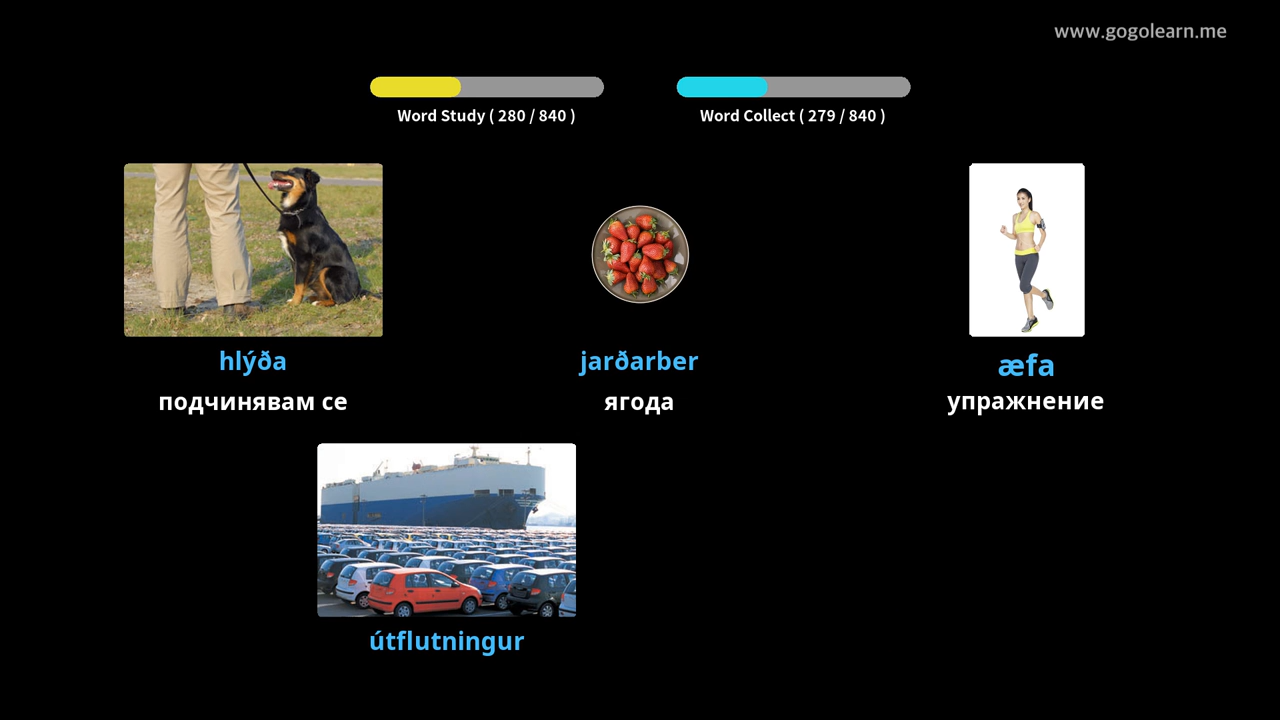 www.gogolearn.me
Word Study ( 280 / 840 )
Word Collect ( 279 / 840 )
hlýða
jarðarber
æfa
подчинявам се
ягода
упражнение
útflutningur